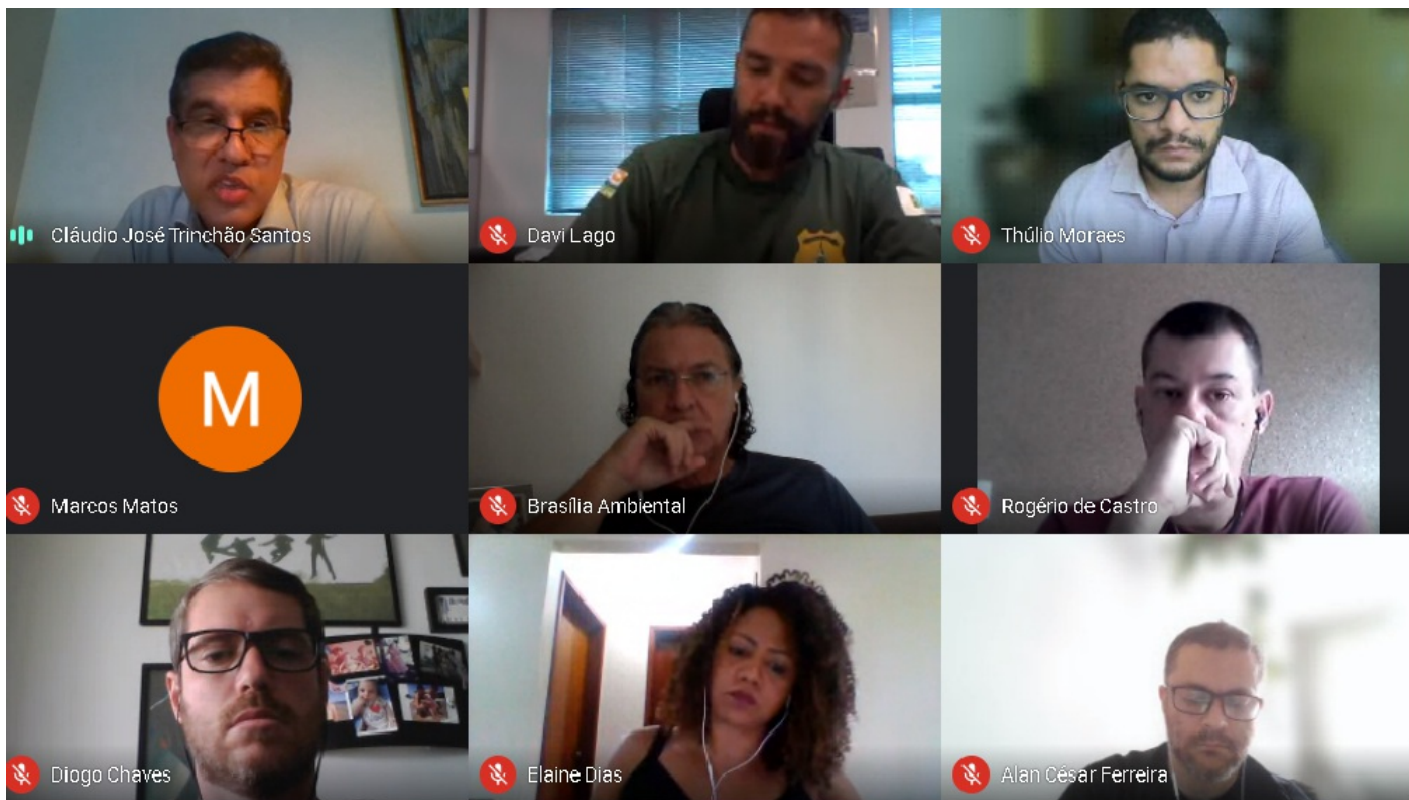 Cláudio José Trinchão Santos
Davi Lago
Thúlio Moraes
M
Marcos Matos
Brasília Ambiental
Rogério de Castro
Diogo Chaves
Elaine Dias
Alan César Ferreira